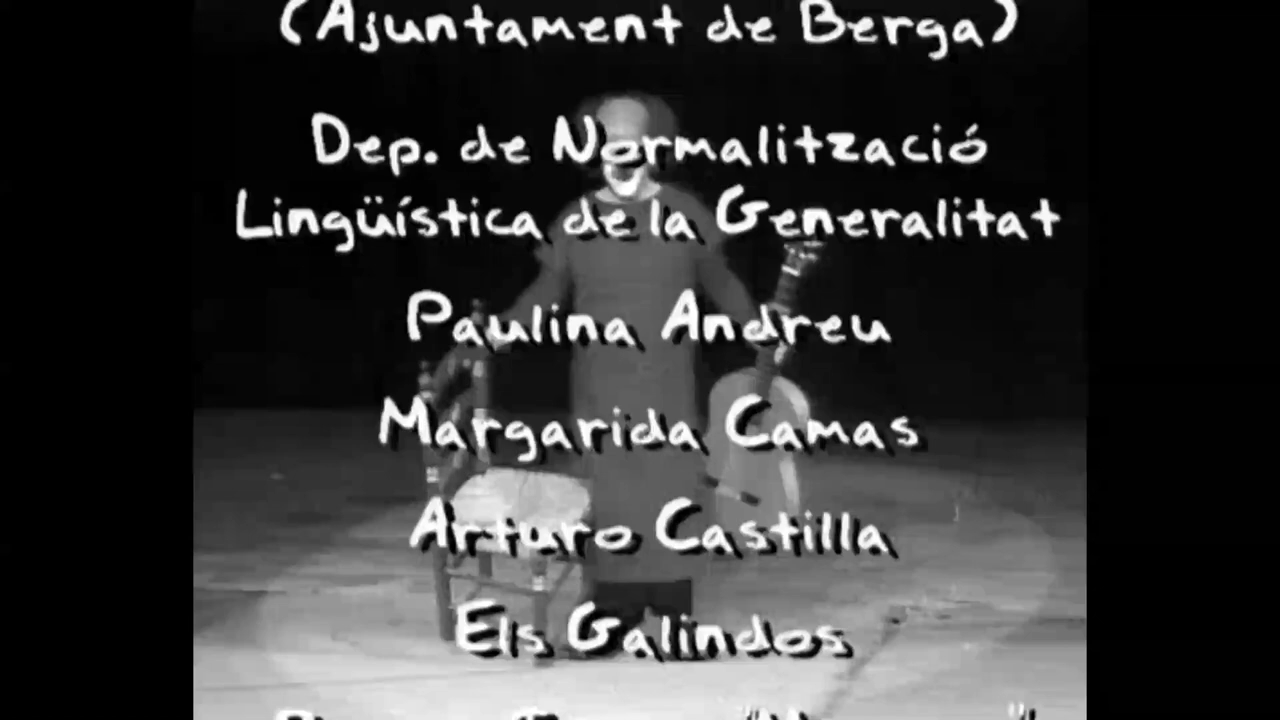 (Ajuntament de Berga)
Dep. de Normalització
Lingüística de la Generalitat
Paulina Andreu
Margarida Camas
Arturo Castilla
Els Galindos